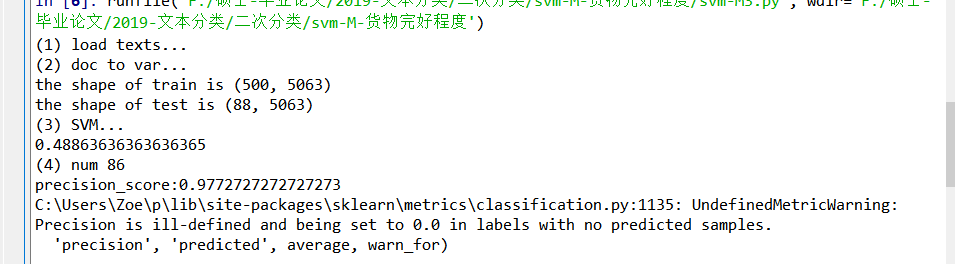 In [6]: runfile('P:/硕士-毕业论文/2019-文本分类/二次分类/svm-M-货物完好程度/svm-M3.py', wdir='P:/硕士-
毕业论文/2019-文本分类/二次分类/svm-M-货物完好程度')
(1) load texts...
(2) doc to var...
the shape of train is (500, 5063)
the shape of test is (88, 5063)
(3) SVM...
0.48863636363636365
(4) num 86
precision_score:0.9772727272727273
C:\Users\Zoe\p\lib\site-packages\sklearn\metrics\classification.py:1135: UndefinedMetricWarning:
Precision is ill-defined and being set to 0.0 in labels with no predicted samples.
  'precision', 'predicted', average, warn_for)